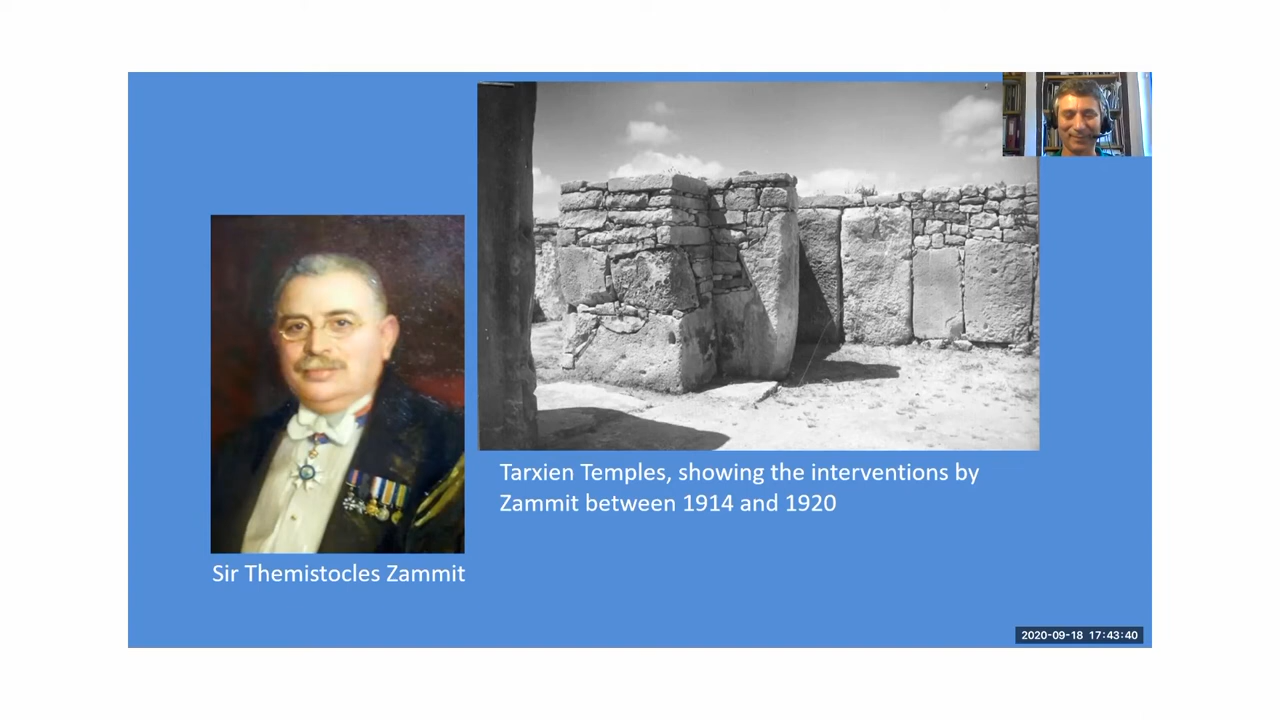 Tarxien Temples, showing the interventions by
Zammit between 1914 and 1920
Sir Themistocles Zammit
2020-09-18 17:43:40